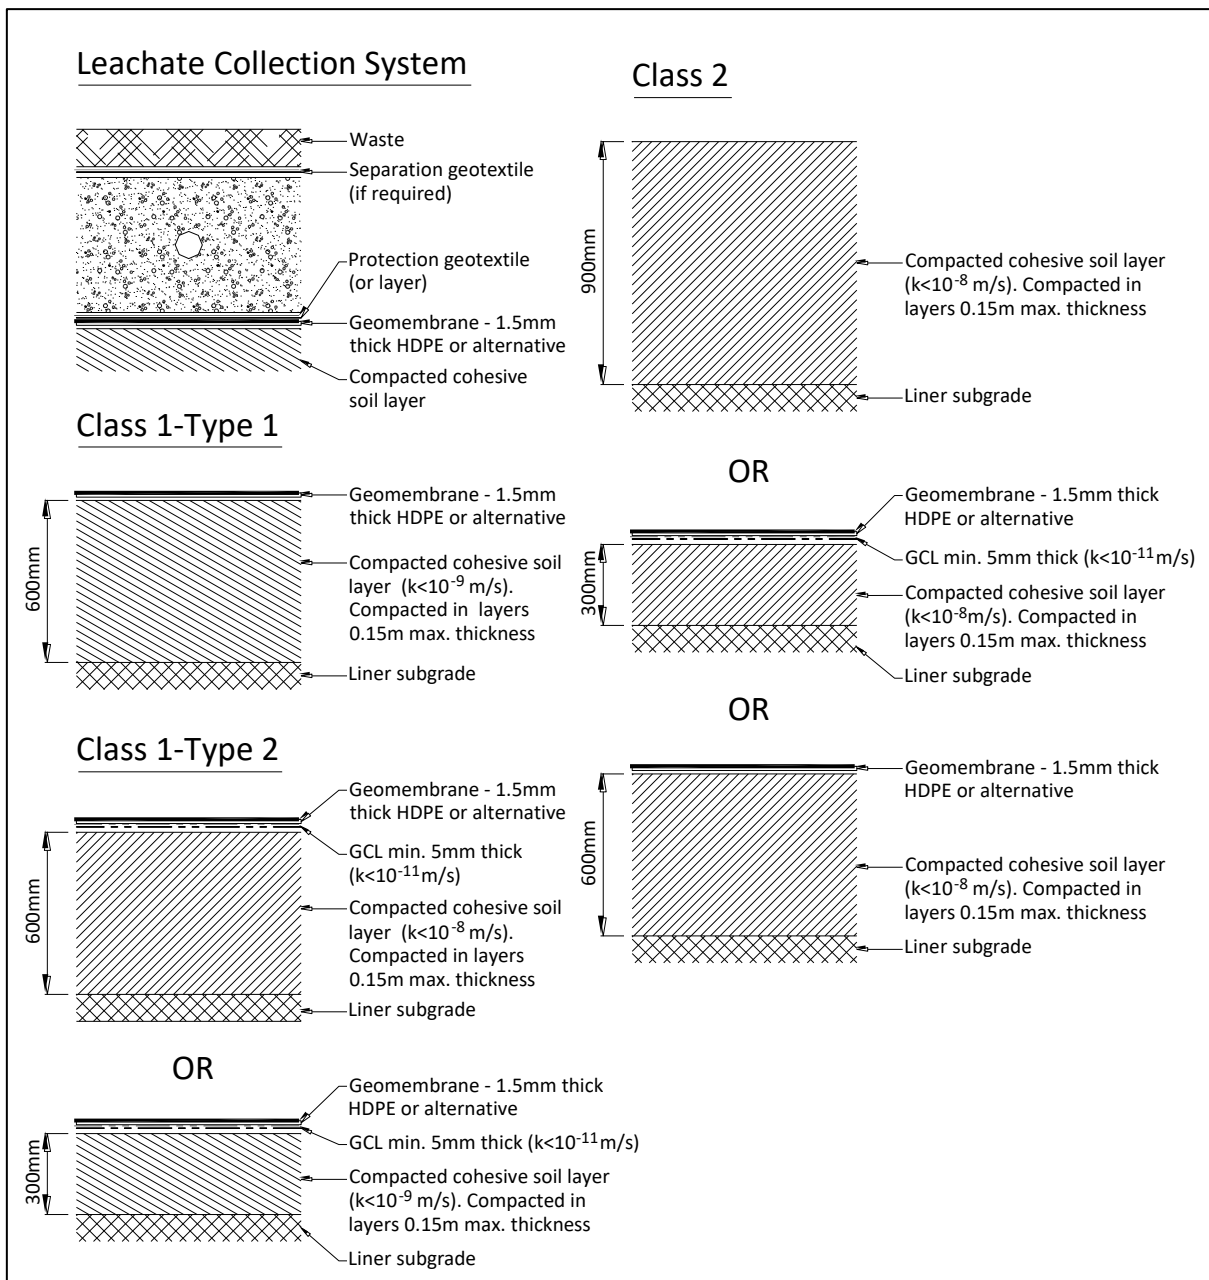 Leachate Collection System
Waste
Separation geotextile
(if required)
Protection geotextile
(or layer)
Geomembrane - 1.5mm
thick HDPE or alternative
Compacted cohesive
soil layer
Class 1-Type 1
600mm
Geomembrane - 1.5mm
thick HDPE or alternative
Compacted cohesive soil
layer (k<10⁻⁹ m/s).
Compacted in layers
0.15m max. thickness
Liner subgrade
Class 1-Type 2
600mm
Geomembrane - 1.5mm
thick HDPE or alternative
GCL min. 5mm thick
(k<10⁻¹¹m/s)
Compacted cohesive soil
layer (k<10⁻⁸ m/s).
Compacted in layers
0.15m max. thickness
Liner subgrade
OR
300mm
Geomembrane - 1.5mm thick
HDPE or alternative
GCL min. 5mm thick (k<10⁻¹¹m/s)
Compacted cohesive soil layer
(k<10⁻⁹ m/s). Compacted in
layers 0.15m max. thickness
Liner subgrade
Class 2
900mm
Compacted cohesive soil layer
(k<10⁻⁸ m/s). Compacted in
layers 0.15m max. thickness
Liner subgrade
OR
300mm
Geomembrane - 1.5mm thick
HDPE or alternative
GCL min. 5mm thick (k<10⁻¹¹m/s)
Compacted cohesive soil layer
(k<10⁻⁸m/s). Compacted in
layers 0.15m max. thickness
Liner subgrade
OR
600mm
Geomembrane - 1.5mm thick
HDPE or alternative
Compacted cohesive soil layer
(k<10⁻⁸ m/s). Compacted in
layers 0.15m max. thickness
Liner subgrade